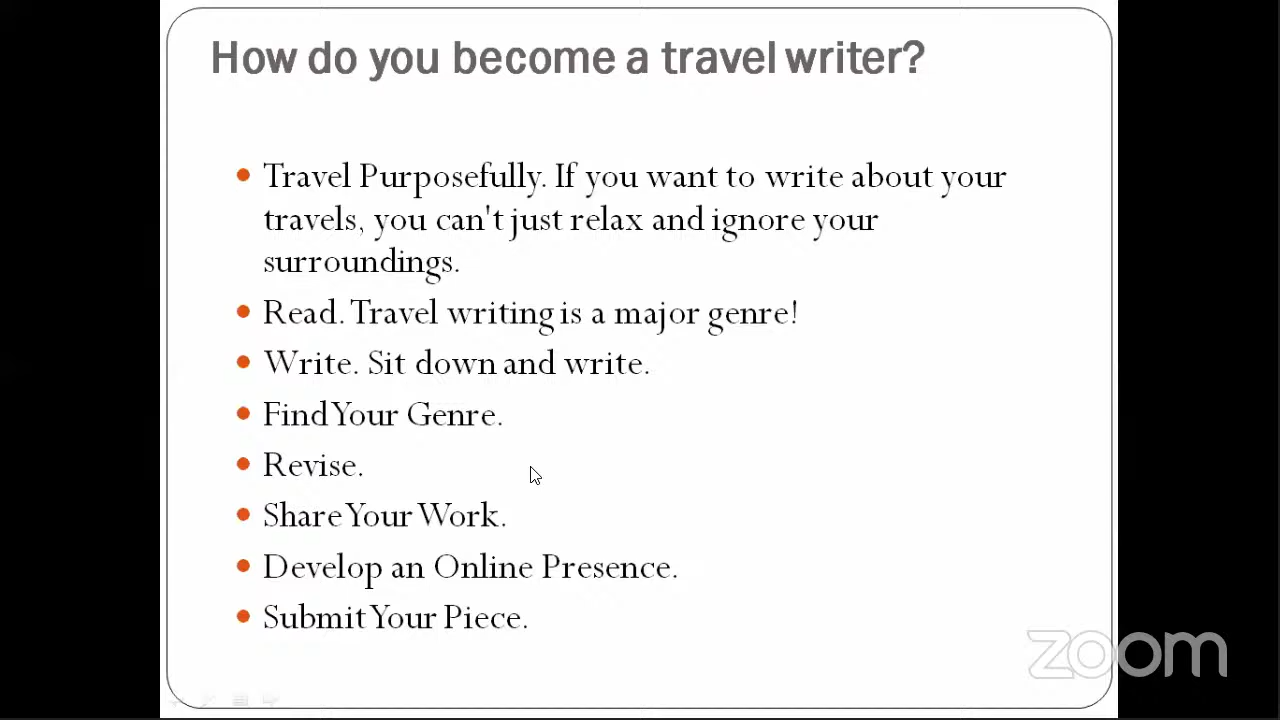 How do you become a travel writer?
Travel Purposefully. If you want to write about your
travels, you can't just relax and ignore your
surroundings.
Read. Travel writing is a major genre!
Write. Sit down and write.
Find Your Genre.
Revise.
Share Your Work.
Develop an Online Presence.
Submit Your Piece.
zoom